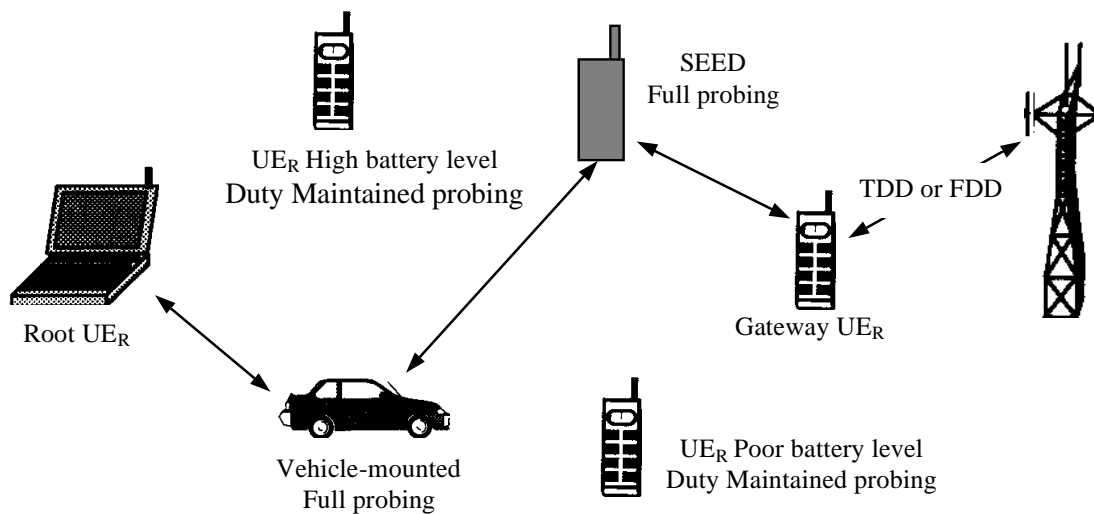 SEED
Full probing
UE_R High battery level
Duty Maintained probing
TDD or FDD
Root UE_R
Gateway UE_R
Vehicle-mounted
Full probing
UE_R Poor battery level
Duty Maintained probing